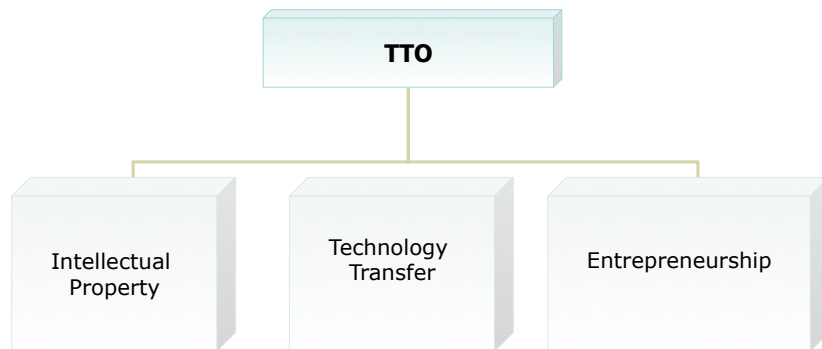 TTO
Intellectual
Property
Technology
Transfer
Entrepreneurship